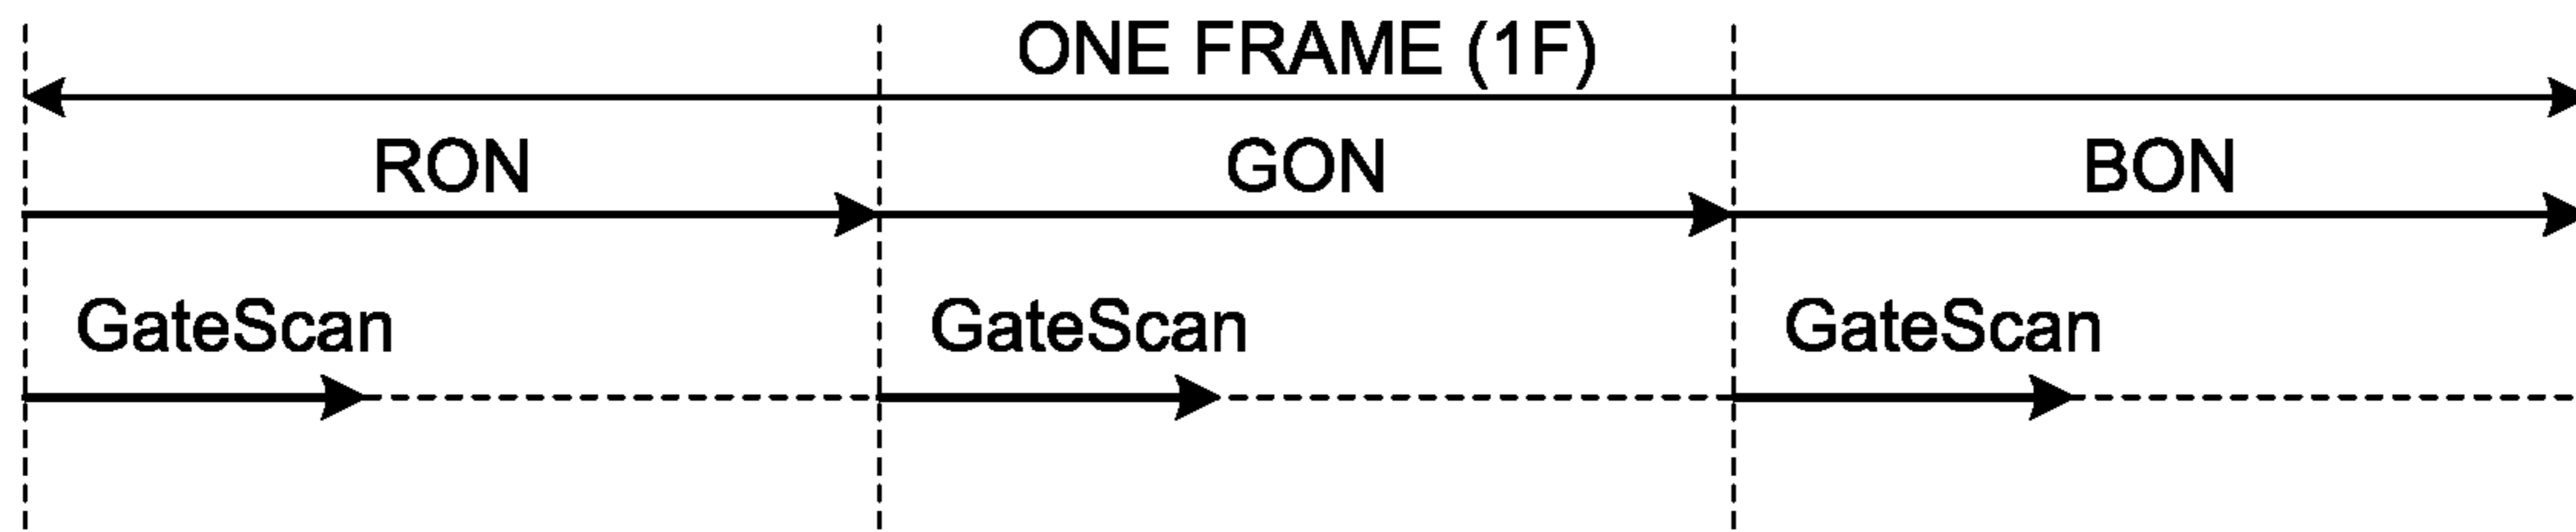 ONE FRAME (1F)
RON GON BON
GateScan GateScan GateScan